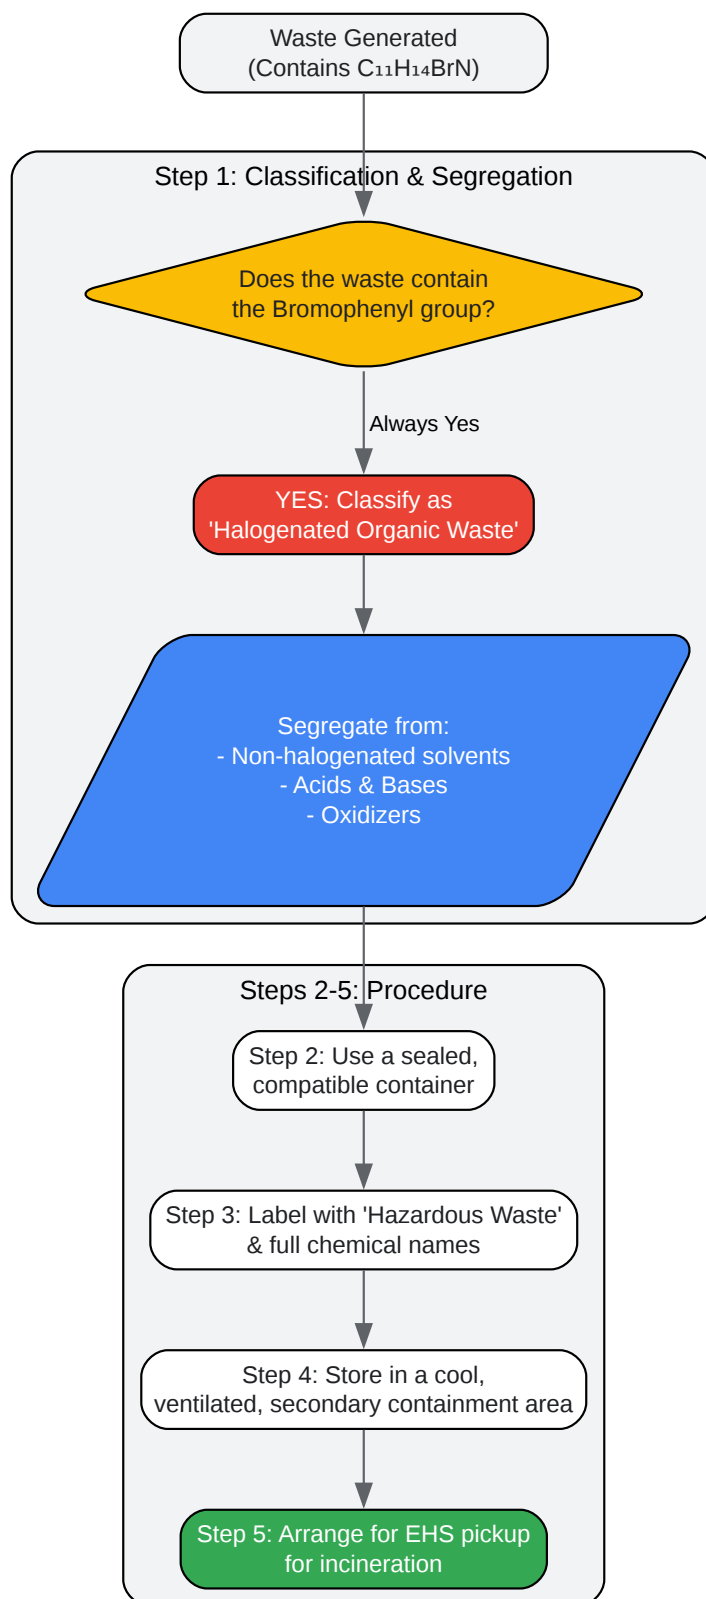 Waste Generated
(Contains C₁₁H₁₄BrN)
Step 1: Classification & Segregation
Does the waste contain
the Bromophenyl group?
Always Yes
YES: Classify as
'Halogenated Organic Waste'
Segregate from:
- Non-halogenated solvents
- Acids & Bases
- Oxidizers
Steps 2-5: Procedure
Step 2: Use a sealed,
compatible container
Step 3: Label with 'Hazardous Waste'
& full chemical names
Step 4: Store in a cool,
ventilated, secondary containment area
Step 5: Arrange for EHS pickup
for incineration